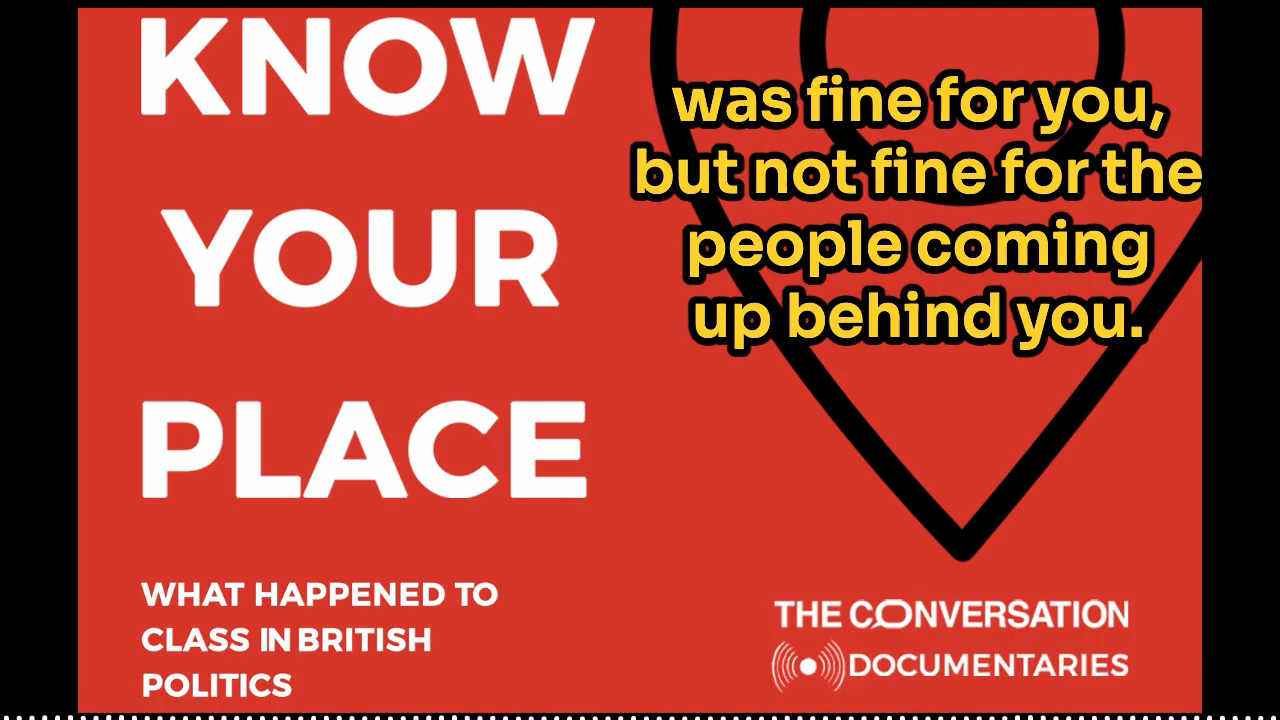 KNOW
YOUR
PLACE
WHAT HAPPENED TO
CLASS IN BRITISH
POLITICS
was fine for you,
but not fine for the
people coming
up behind you.
THE CONVERSATION
DOCUMENTARIES